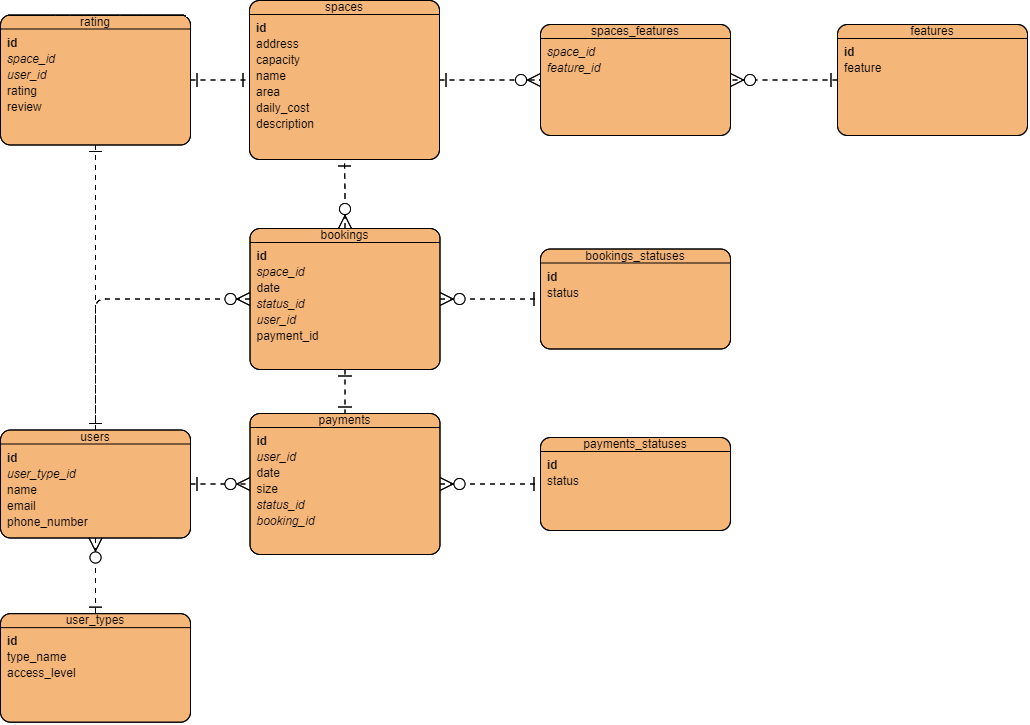 rating
id
space_id
user_id
rating
review
spaces
id
address
capacity
name
area
daily_cost
description
spaces_features
space_id
feature_id
features
id
feature
bookings
id
space_id
date
status_id
user_id
payment_id
bookings_statuses
id
status
users
id
user_type_id
name
email
phone_number
payments
id
user_id
date
size
status_id
booking_id
payments_statuses
id
status
user_types
id
type_name
access_level